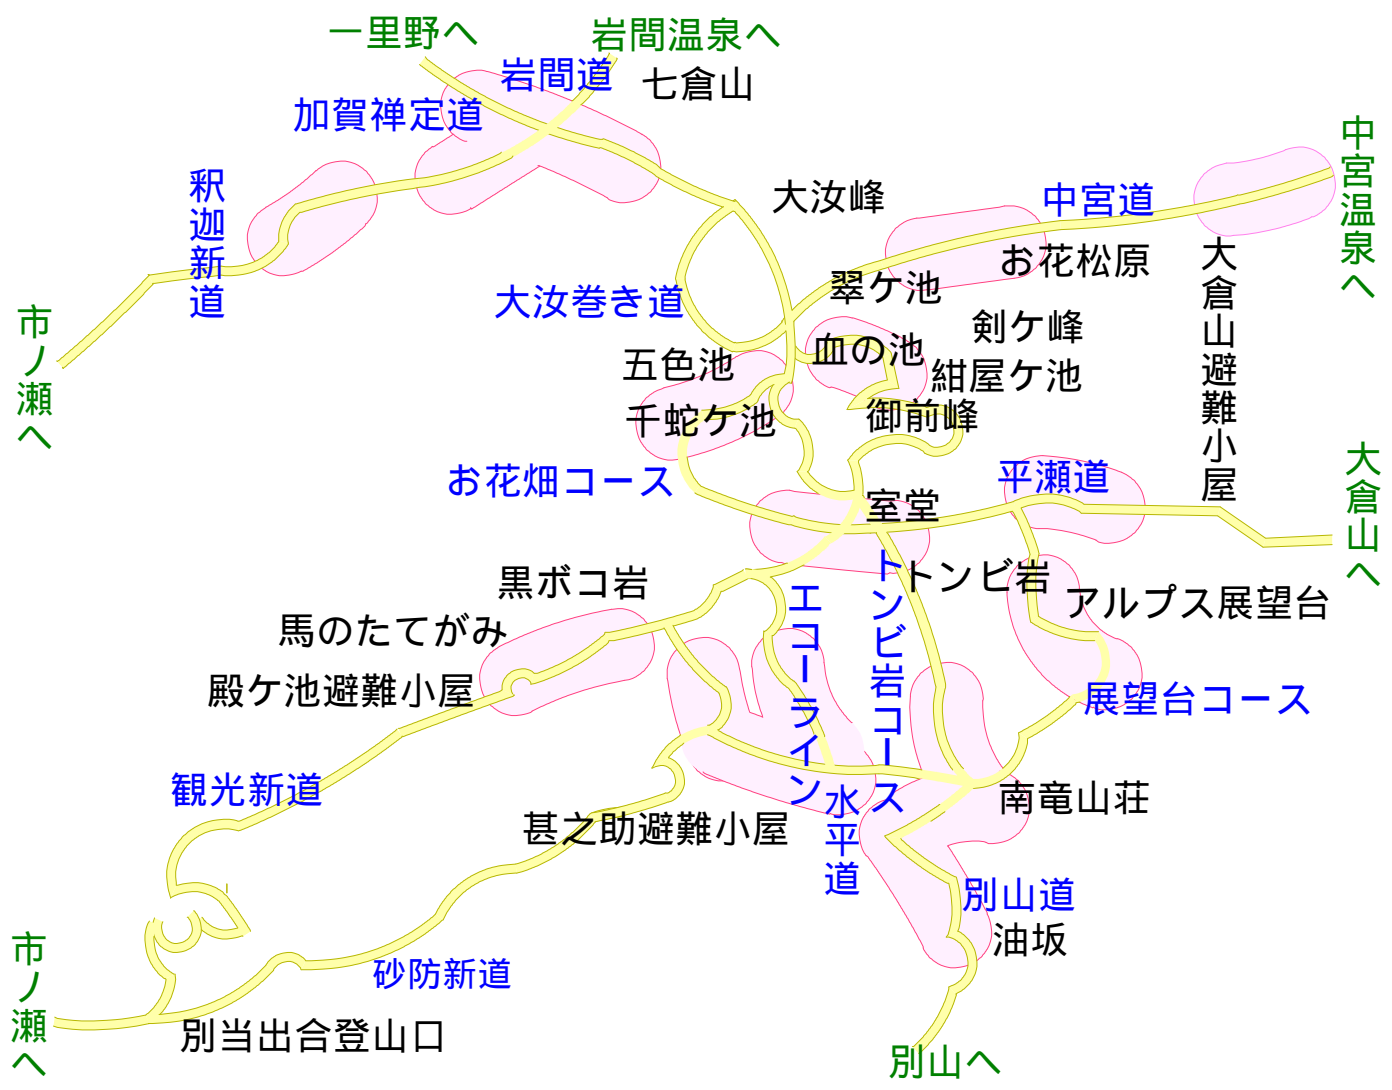 一里野へ
岩間温泉へ
岩間道
七倉山
加賀禅定道
中宮温泉へ
釈迦新道
大汝峰
中宮道
お花松原
大倉山避難小屋
翠ケ池
大汝巻き道
市ノ瀬へ
剣ケ峰
血の池
五色池
紺屋ケ池
千蛇ケ池
御前峰
大倉山へ
お花畑コース
平瀬道
室堂
トンビ岩コース
トンビ岩
黒ボコ岩
エコーライン
アルプス展望台
馬のたてがみ
殿ケ池避難小屋
展望台コース
観光新道
水平道
南竜山荘
甚之助避難小屋
別山道
油坂
市ノ瀬へ
砂防新道
別当出合登山口
別山へ